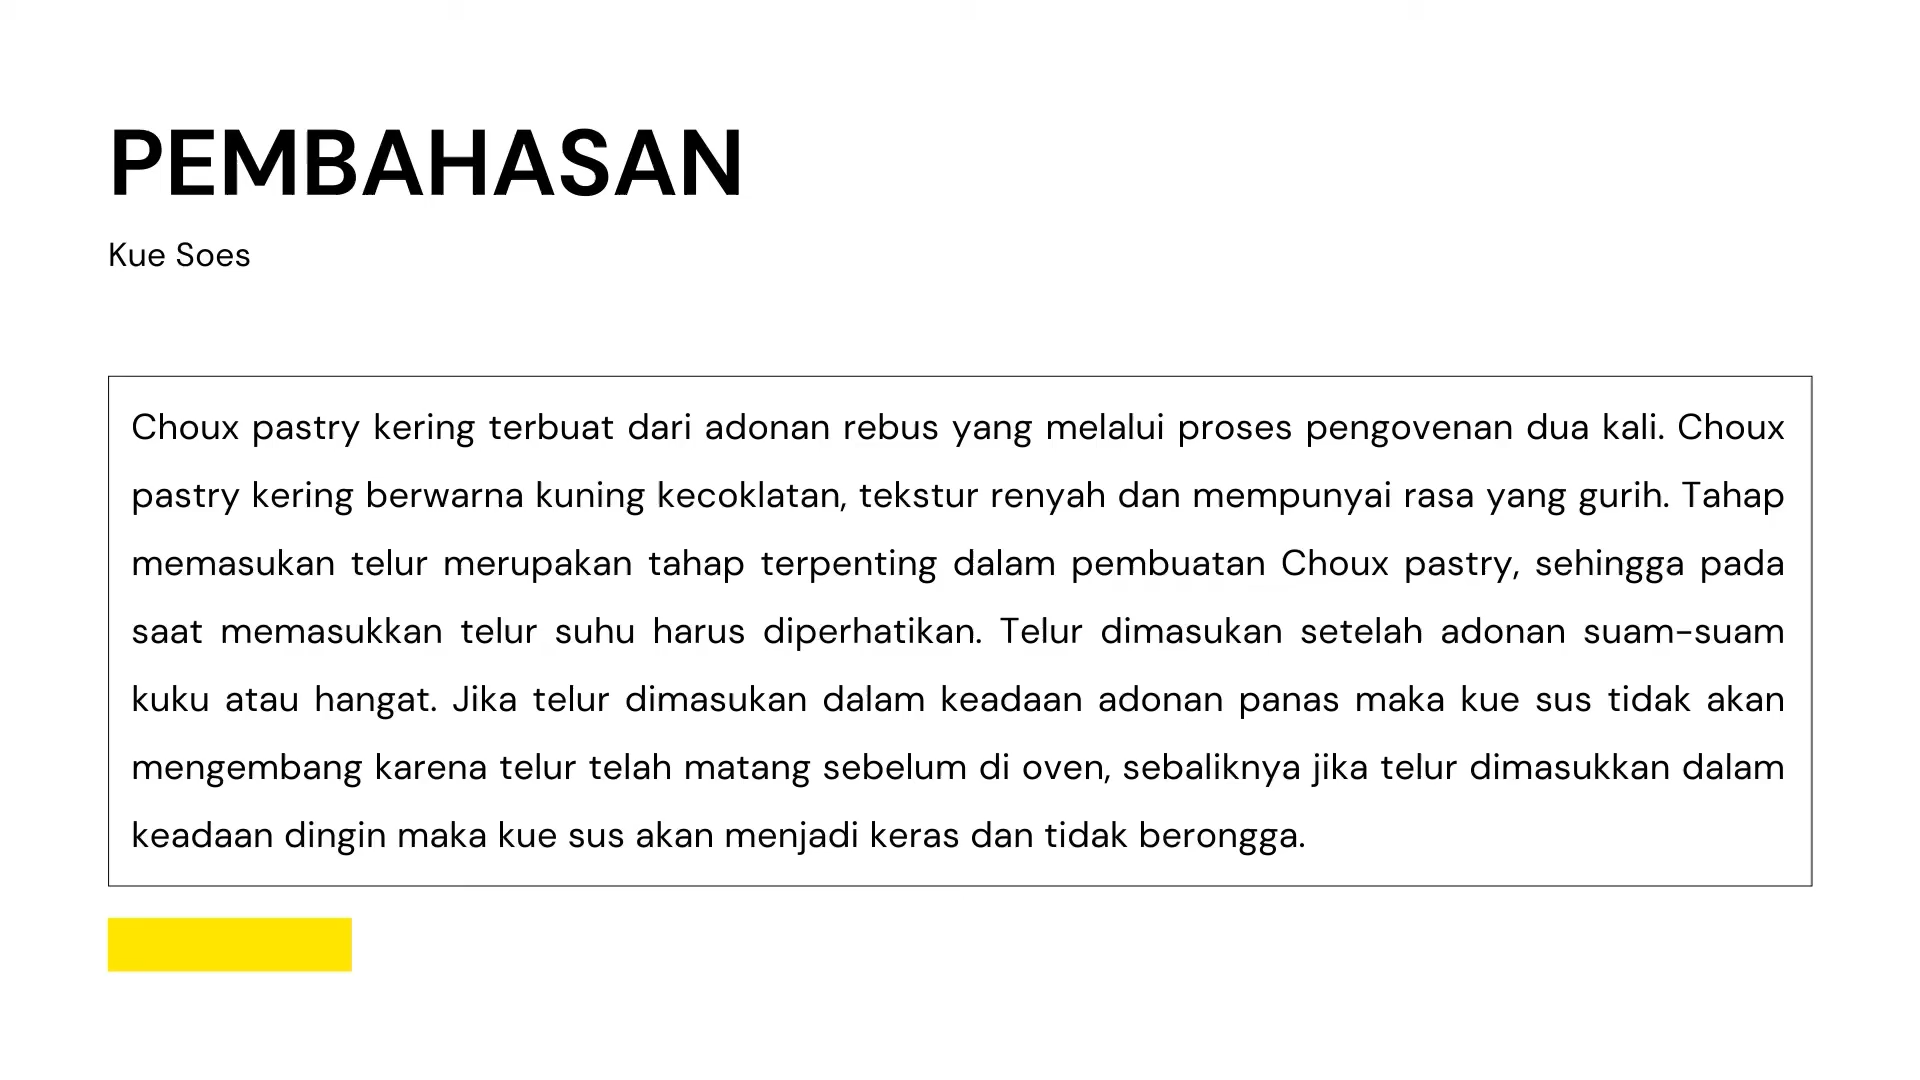 PEMBAHASAN
Kue Soes
Choux pastry kering terbuat dari adonan rebus yang melalui proses pengovenan dua kali. Choux
pastry kering berwarna kuning kecoklatan, tekstur renyah dan mempunyai rasa yang gurih. Tahap
memasukan telur merupakan tahap terpenting dalam pembuatan Choux pastry, sehingga pada
saat memasukkan telur suhu harus diperhatikan. Telur dimasukan setelah adonan suam-suam
kuku atau hangat. Jika telur dimasukan dalam keadaan adonan panas maka kue sus tidak akan
mengembang karena telur telah matang sebelum di oven, sebaliknya jika telur dimasukkan dalam
keadaan dingin maka kue sus akan menjadi keras dan tidak berongga.